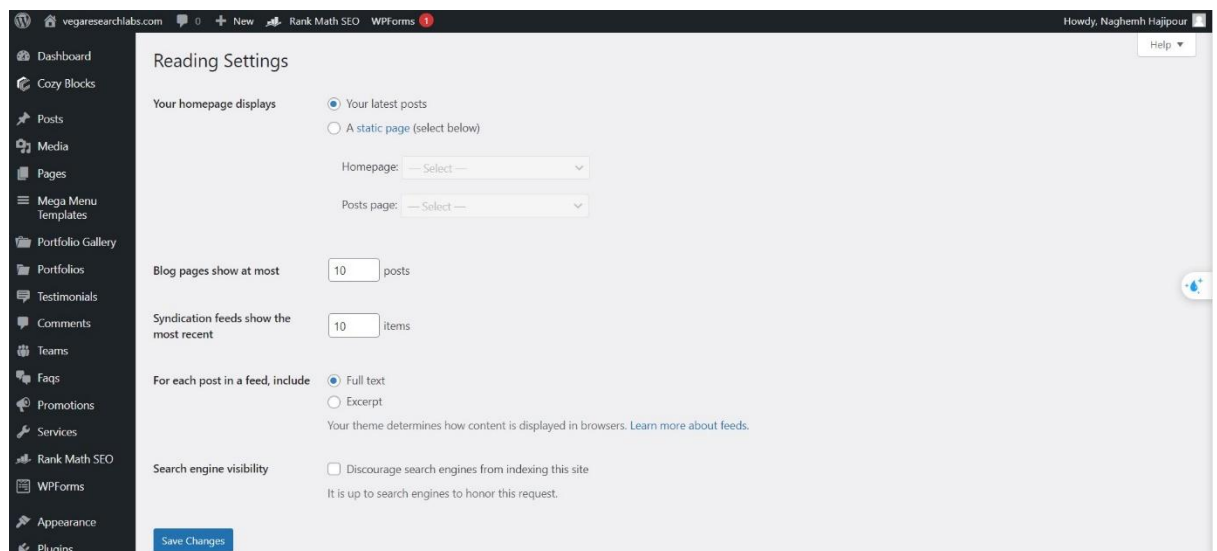 vegaresearchlabs.com 0 + New Rank Math SEO WPForms 1 Howdy, Naghemh Hajipour
Help ▼
Dashboard
Cozy Blocks
Posts
Media
Pages
Mega Menu
Templates
Portfolio Gallery
Portfolios
Testimonials
Comments
Teams
Faqs
Promotions
Services
Rank Math SEO
WPForms
Appearance
Plugins
Reading Settings
Your homepage displays
Your latest posts
A static page (select below)
Homepage: — Select —
Posts page: — Select —
Blog pages show at most 10 posts
Syndication feeds show the
most recent
10 items
For each post in a feed, include
Full text
Excerpt
Your theme determines how content is displayed in browsers. Learn more about feeds.
Search engine visibility
Discourage search engines from indexing this site
It is up to search engines to honor this request.
Save Changes